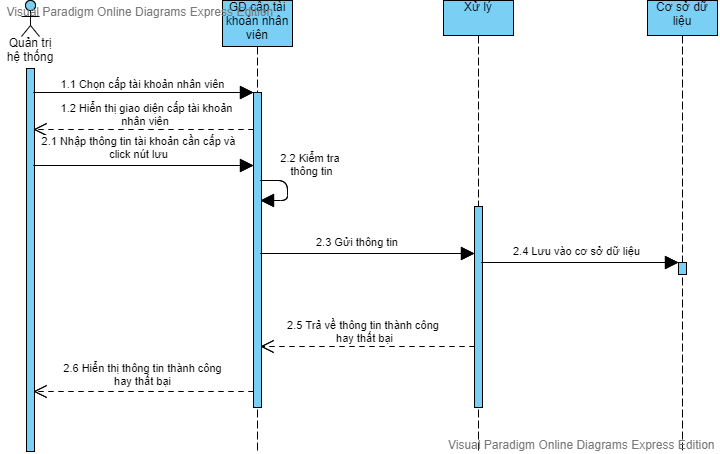 Visual Paradigm Online Diagrams Express Edition
Quản trị
hệ thống
GD cấp tài
khoản nhân
viên
Xử lý
Cơ sở dữ
liệu
1.1 Chọn cấp tài khoản nhân viên
1.2 Hiển thị giao diện cấp tài khoản
nhân viên
2.1 Nhập thông tin tài khoản cần cấp và
click nút lưu
2.2 Kiểm tra
thông tin
2.3 Gửi thông tin
2.4 Lưu vào cơ sở dữ liệu
2.5 Trả về thông tin thành công
hay thất bại
2.6 Hiển thị thông tin thành công
hay thất bại
Visual Paradigm Online Diagrams Express Edition